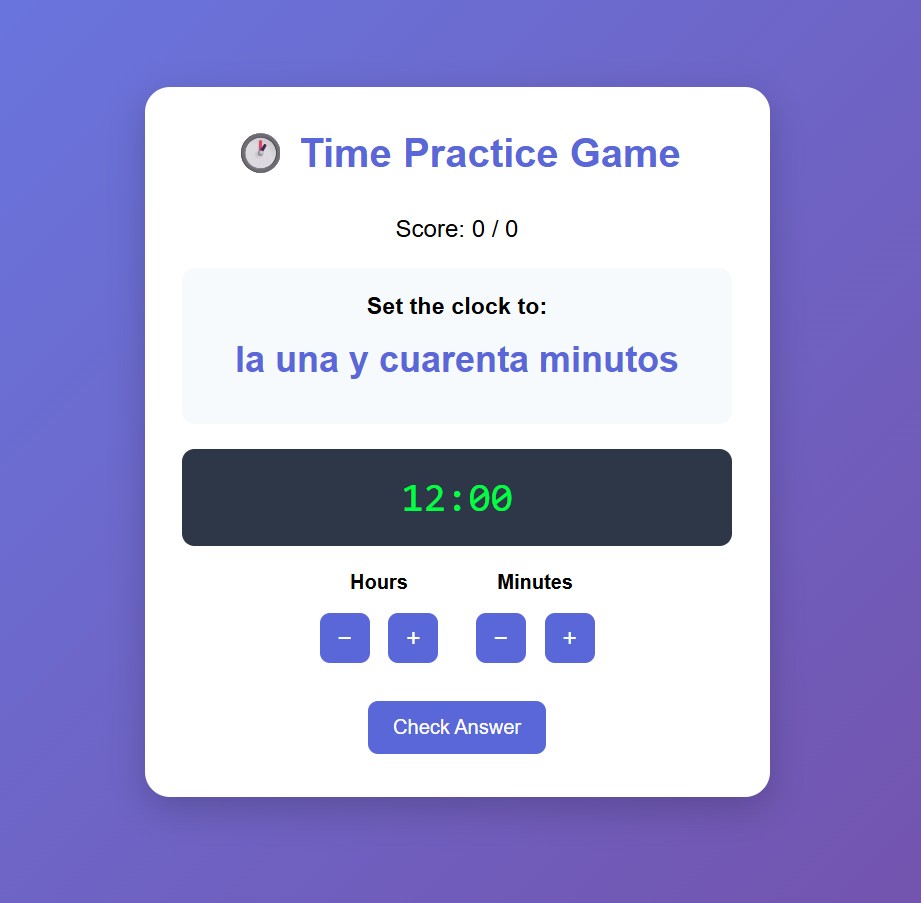 Time Practice Game
Score: 0 / 0
Set the clock to:
la una y cuarenta minutos
12:00
Hours Minutes
− + − +
Check Answer